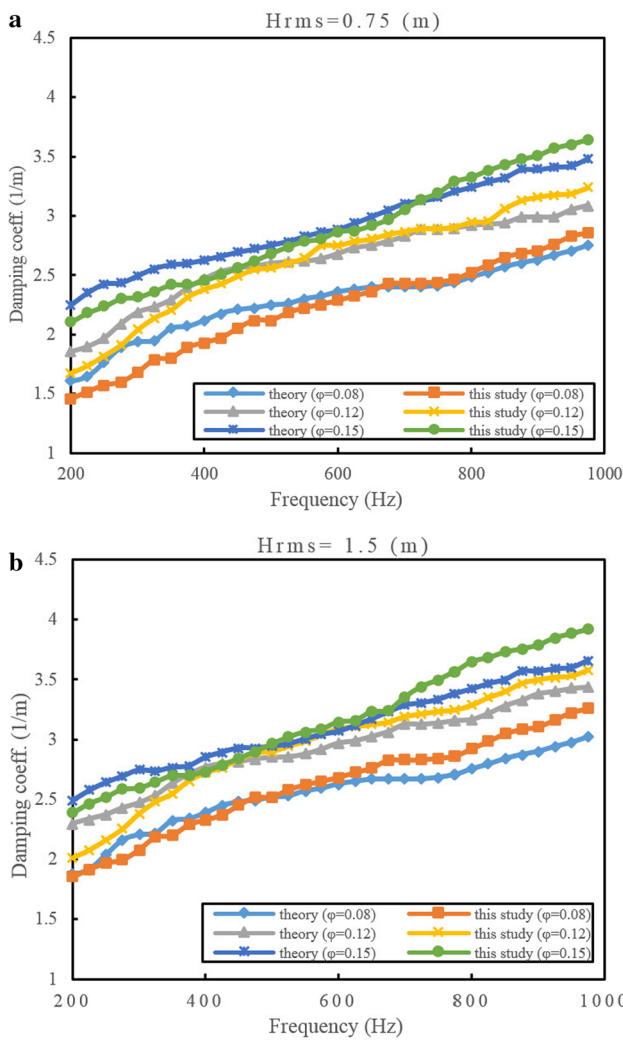 a
Hrms=0.75 (m)
4.5
4
3.5
3
2.5
2
1.5
1
Damping coeff. (1/m)
theory (φ=0.08) this study (φ=0.08)
theory (φ=0.12) this study (φ=0.12)
theory (φ=0.15) this study (φ=0.15)
200 400 600 800 1000
Frequency (Hz)
b
Hrms= 1.5 (m)
4.5
4
3.5
3
2.5
2
1.5
1
Damping coeff. (1/m)
theory (φ=0.08) this study (φ=0.08)
theory (φ=0.12) this study (φ=0.12)
theory (φ=0.15) this study (φ=0.15)
200 400 600 800 1000
Frequency (Hz)